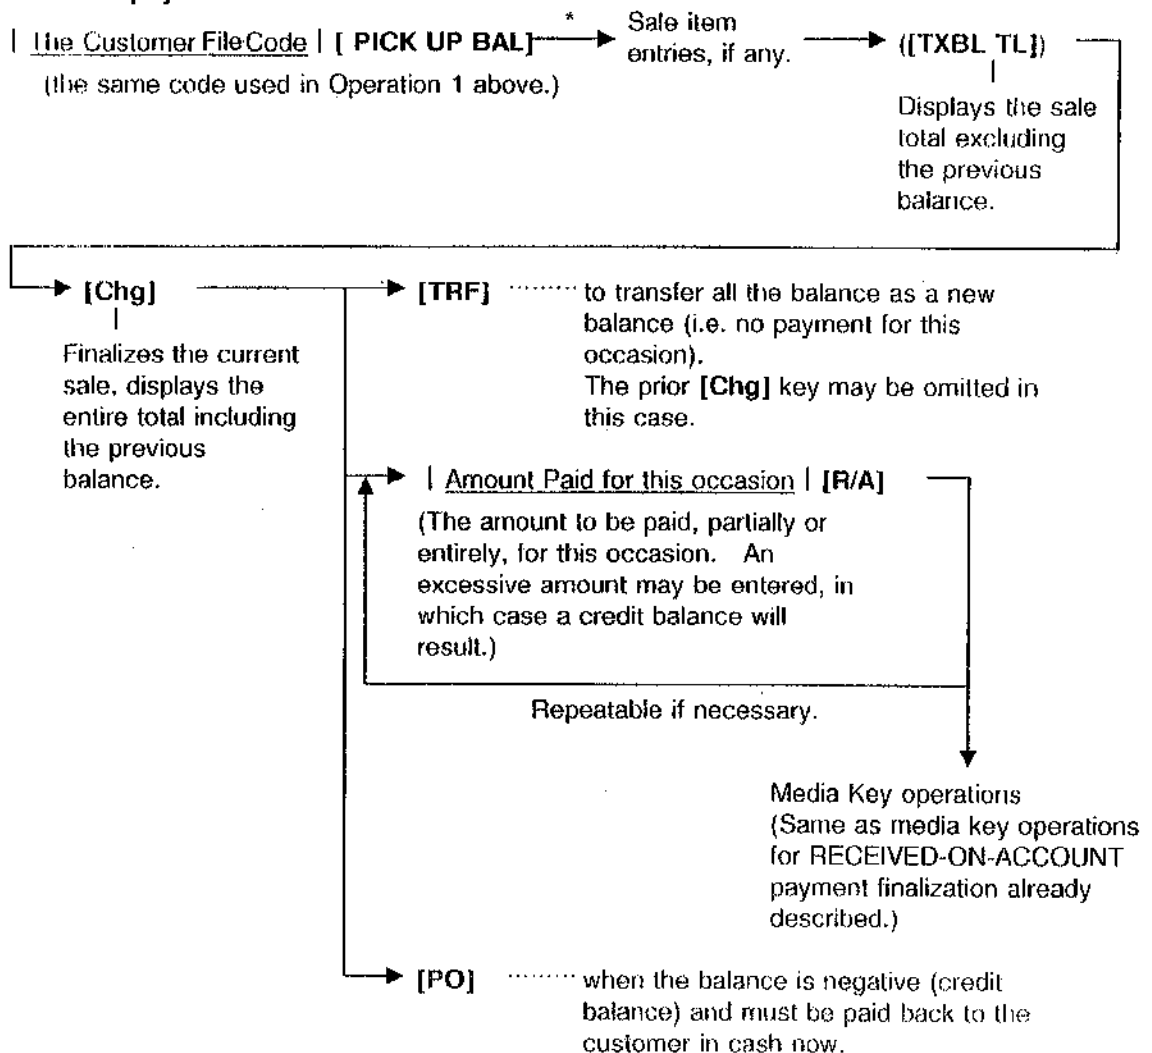 | the Customer File Code | [ PICK UP BAL] * Sale item entries, if any. ([TXBL TL])
(the same code used in Operation 1 above.)
Displays the sale
total excluding
the previous
balance.
[Chg]
Finalizes the current
sale, displays the
entire total including
the previous
balance.
[TRF] ········· to transfer all the balance as a new
balance (i.e. no payment for this
occasion).
The prior [Chg] key may be omitted in
this case.
| Amount Paid for this occasion | [R/A]
(The amount to be paid, partially or
entirely, for this occasion. An
excessive amount may be entered, in
which case a credit balance will
result.)
Repeatable if necessary.
Media Key operations
(Same as media key operations
for RECEIVED-ON-ACCOUNT
payment finalization already
described.)
[PO] ········· when the balance is negative (credit
balance) and must be paid back to the
customer in cash now.